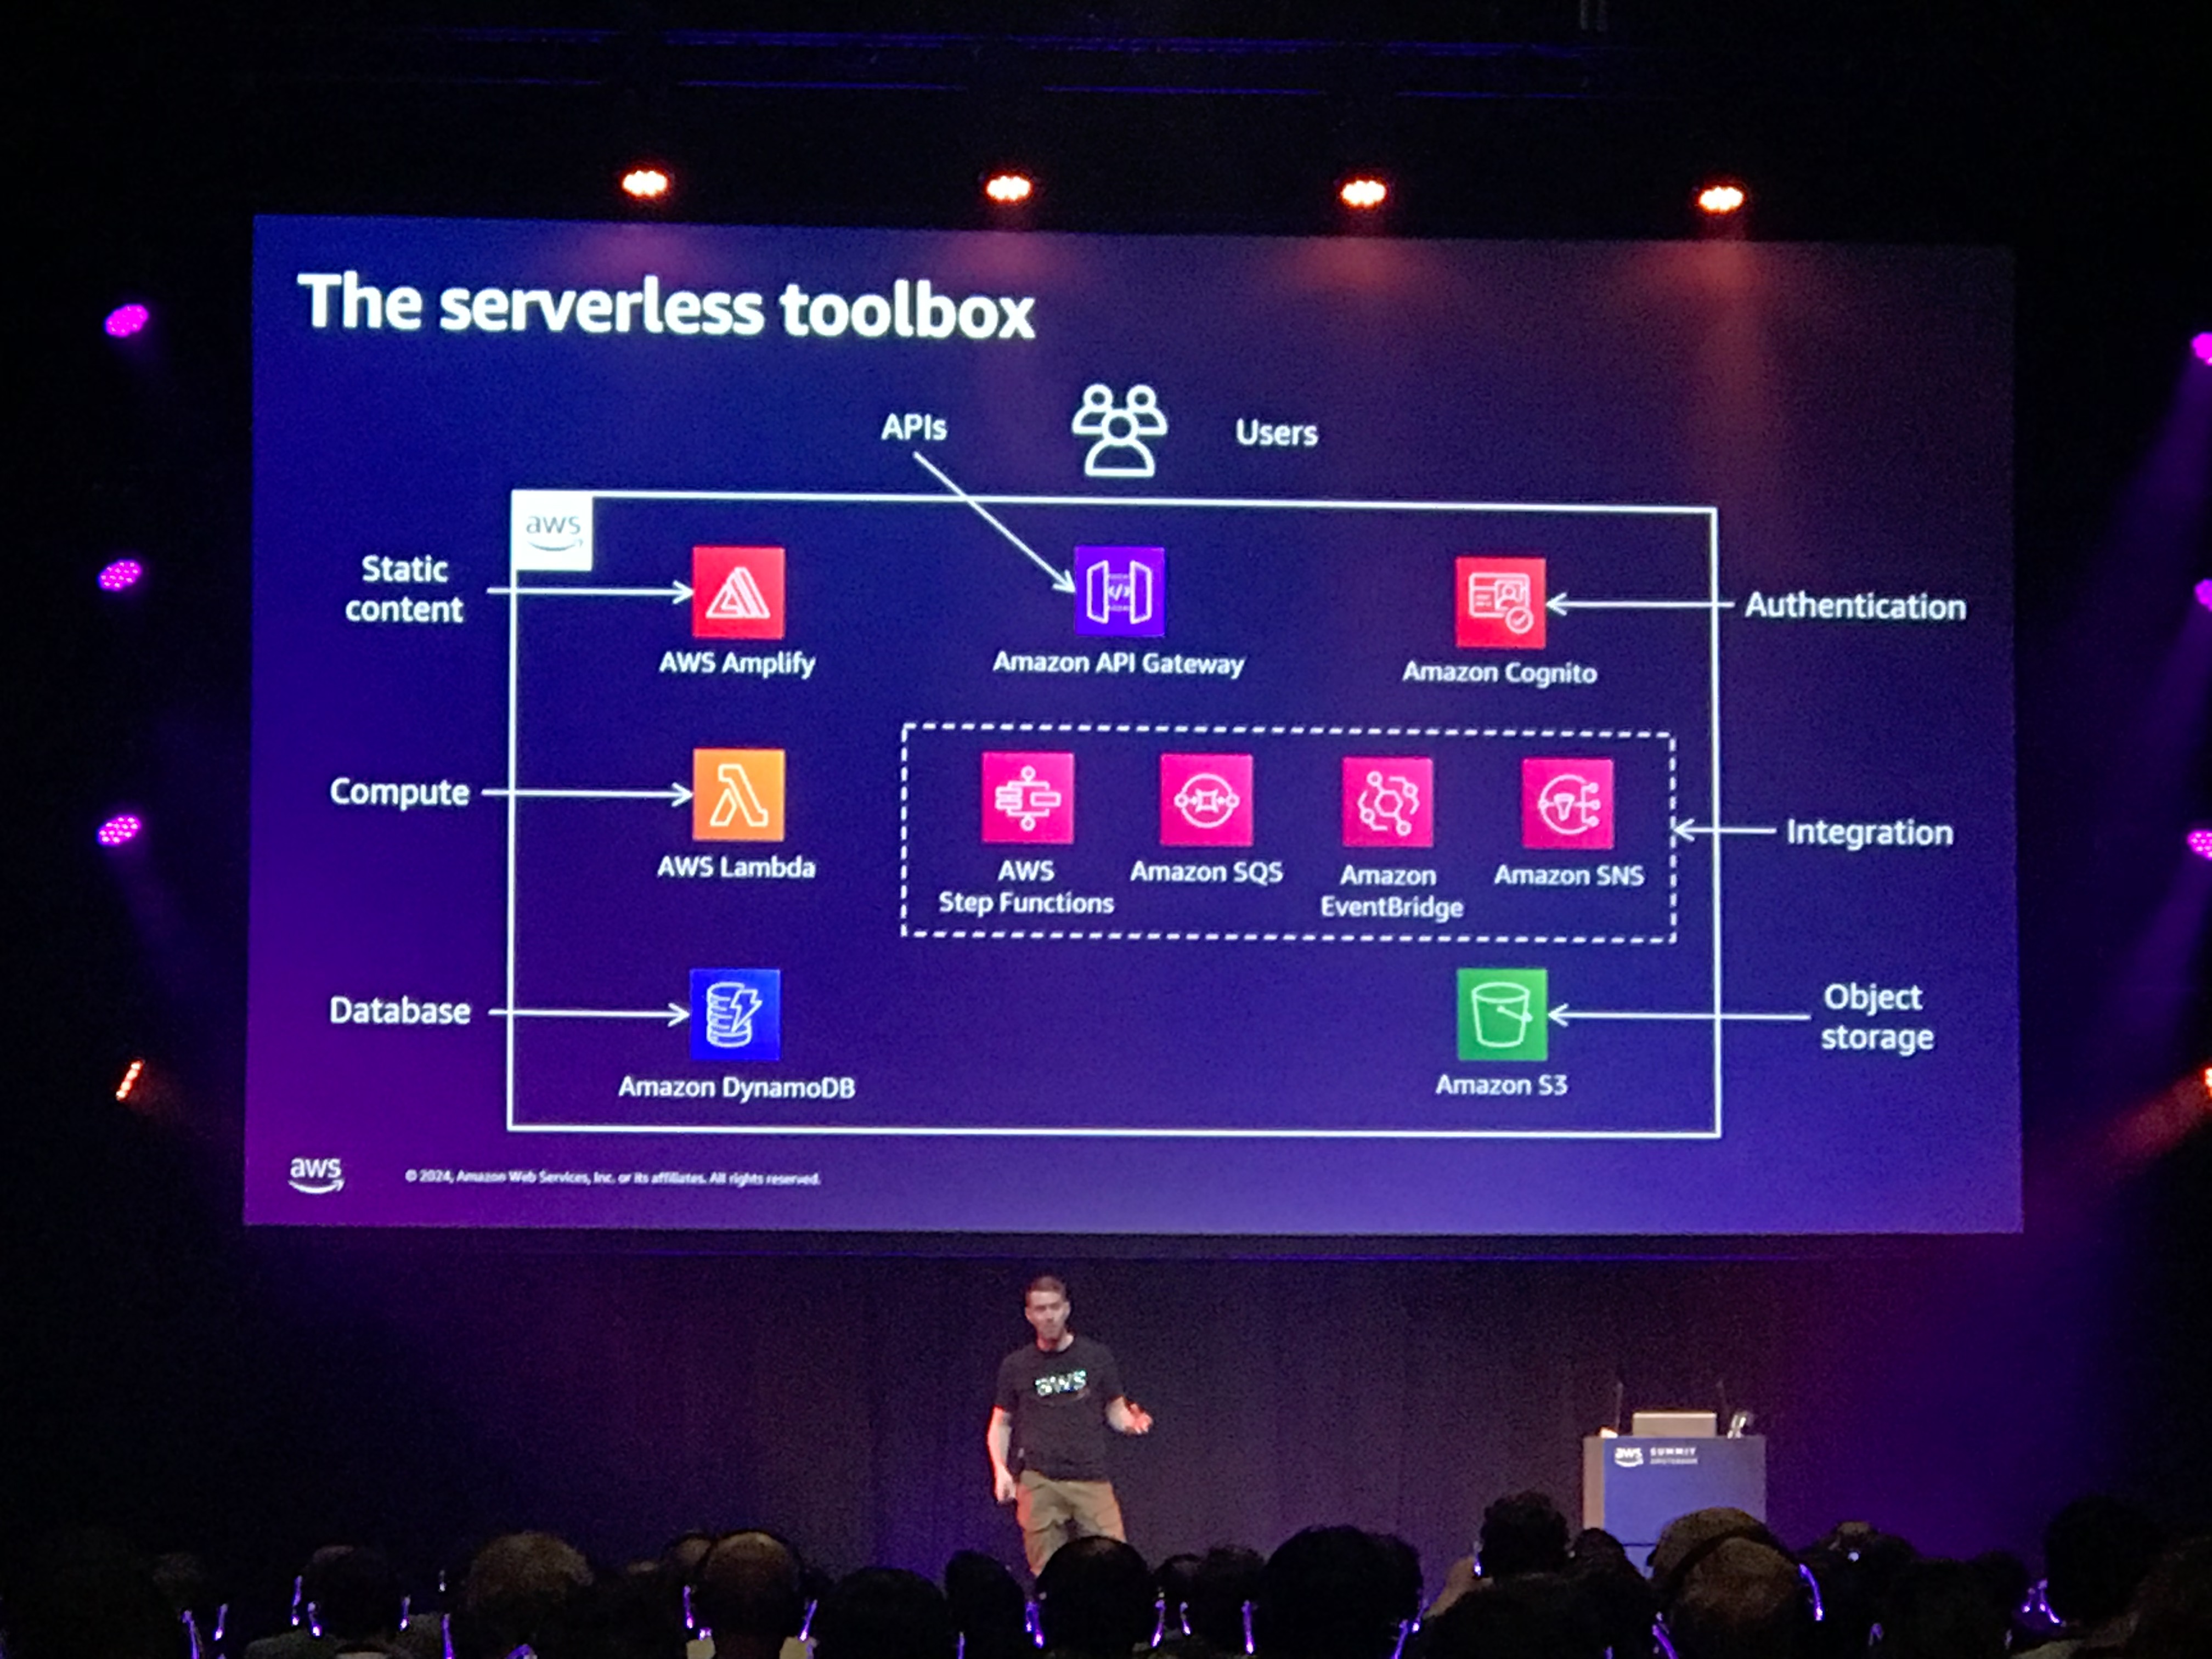 The serverless toolbox
APIs
Users
aws
Static
content
AWS Amplify
Amazon API Gateway
Amazon Cognito
Authentication
Compute
AWS Lambda
AWS
Step Functions
Amazon SQS
Amazon
EventBridge
Amazon SNS
Integration
Database
Amazon DynamoDB
Amazon S3
Object
storage
aws
© 2024, Amazon Web Services, Inc. or its affiliates. All rights reserved.
aws
aws
SUMMIT
AMSTERDAM